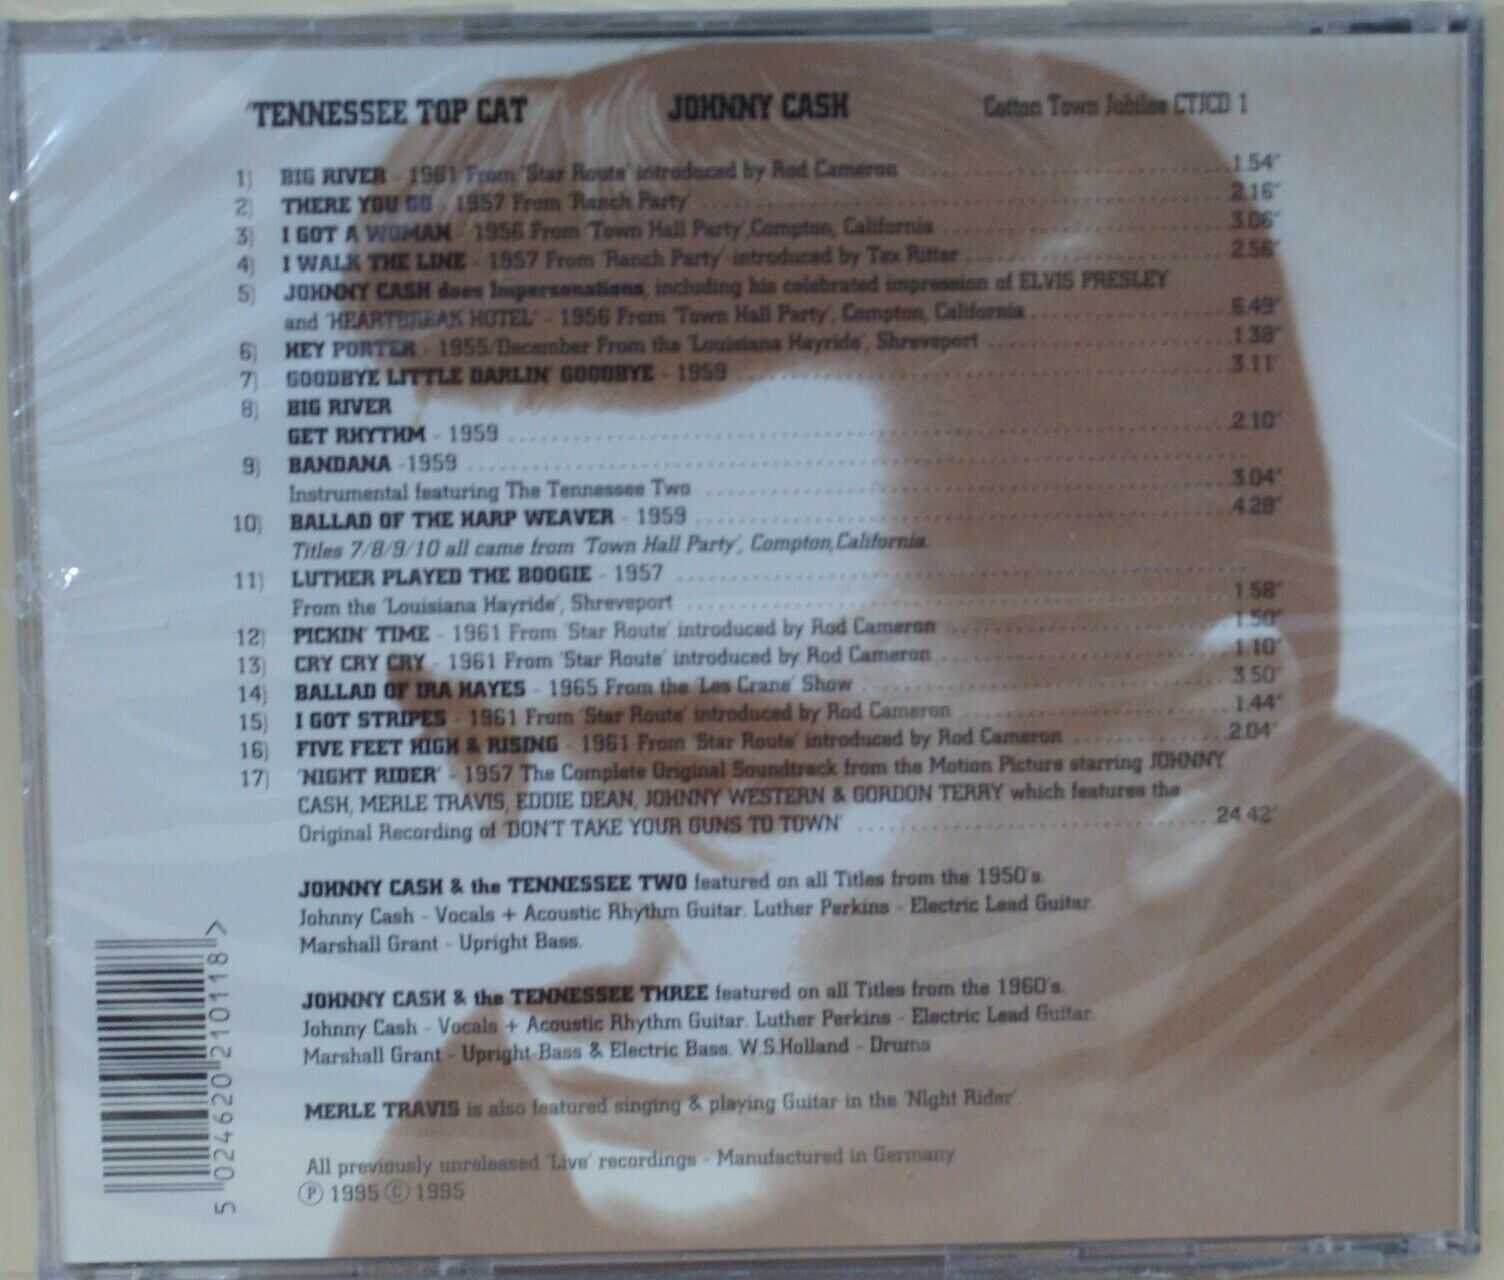 'TENNESSEE TOP CAT JOHNNY CASH Cotton Town Jubilee CTJCD 1
1) BIG RIVER - 1961 From 'Star Route' introduced by Rod Cameron 1.54"
2) THERE YOU GO - 1957 From 'Ranch Party' 2.16"
3) I GOT A WOMAN - 1956 From 'Town Hall Party',Compton, California 3.06"
4) I WALK THE LINE - 1957 From 'Ranch Party' introduced by Tex Ritter 2.56"
5) JOHNNY CASH does Impersonations, including his celebrated impression of ELVIS PRESLEY
and 'HEARTBREAK HOTEL' - 1956 From 'Town Hall Party', Compton, California 6.49"
6) HEY PORTER - 1955/December From the 'Louisiana Hayride', Shreveport 1.38"
7) GOODBYE LITTLE DARLIN' GOODBYE - 1959 3.11"
8) BIG RIVER
GET RHYTHM - 1959 2.10"
9) BANDANA -1959
Instrumental featuring The Tennessee Two 3.04"
10) BALLAD OF THE HARP WEAVER - 1959 4.28"
Titles 7/8/9/10 all came from 'Town Hall Party', Compton,California.
11) LUTHER PLAYED THE BOOGIE - 1957
From the 'Louisiana Hayride', Shreveport 1.58"
12) PICKIN' TIME - 1961 From 'Star Route' introduced by Rod Cameron 1.50"
13) CRY CRY CRY - 1961 From 'Star Route' introduced by Rod Cameron 1.10"
14) BALLAD OF IRA HAYES - 1965 From the 'Les Crane' Show 3.50"
15) I GOT STRIPES - 1961 From 'Star Route' introduced by Rod Cameron 1.44"
16) FIVE FEET HIGH & RISING - 1961 From 'Star Route' introduced by Rod Cameron 2.04"
17) 'NIGHT RIDER' - 1957 The Complete Original Soundtrack from the Motion Picture starring JOHNNY
CASH, MERLE TRAVIS, EDDIE DEAN, JOHNNY WESTERN & GORDON TERRY which features the
Original Recording of 'DON'T TAKE YOUR GUNS TO TOWN' 24.42"
JOHNNY CASH & the TENNESSEE TWO featured on all Titles from the 1950's.
Johnny Cash - Vocals + Acoustic Rhythm Guitar. Luther Perkins - Electric Lead Guitar.
Marshall Grant - Upright Bass.
JOHNNY CASH & the TENNESSEE THREE featured on all Titles from the 1960's.
Johnny Cash - Vocals + Acoustic Rhythm Guitar. Luther Perkins - Electric Lead Guitar.
Marshall Grant - Upright Bass & Electric Bass. W.S.Holland - Drums
MERLE TRAVIS is also featured singing & playing Guitar in the 'NIght Rider'.
All previously unreleased 'Live' recordings - Manufactured in Germany
Ⓟ 1995 © 1995
5 024620 210118 >